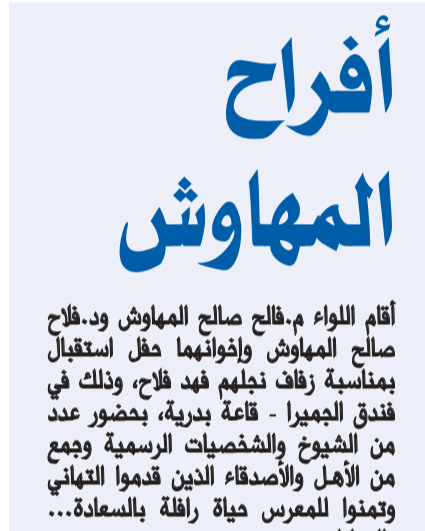 أفراح
المهاوش
أقام اللواء م.فالح صالح المهاوش ود.فلاح
صالح المهاوش وإخوانهما حفل استقبال
بمناسبة زفاف نجلهم فهد فلاح، وذلك في
فندق الجميرا - قاعة بدرية، بحضور عدد
من الشيوخ والشخصيات الرسمية وجمع
من الأهل والأصدقاء الذين قدموا التهاني
وتمنوا للمعرس حياة رافلة بالسعادة...